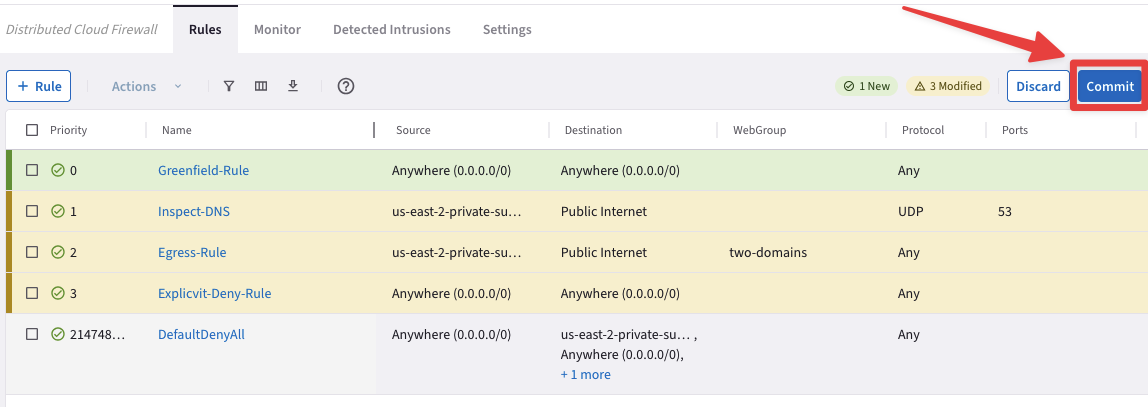 Distributed Cloud Firewall Rules Monitor Detected Intrusions Settings
+ Rule Actions 1 New 3 Modified Discard Commit
Priority Name Source Destination WebGroup Protocol Ports
0 Greenfield-Rule Anywhere (0.0.0.0/0) Anywhere (0.0.0.0/0) Any
1 Inspect-DNS us-east-2-private-su... Public Internet UDP 53
2 Egress-Rule us-east-2-private-su... Public Internet two-domains Any
3 Explicvit-Deny-Rule Anywhere (0.0.0.0/0) Anywhere (0.0.0.0/0) Any
214748... DefaultDenyAll Anywhere (0.0.0.0/0) us-east-2-private-su... , Any
Anywhere (0.0.0.0/0),
+ 1 more